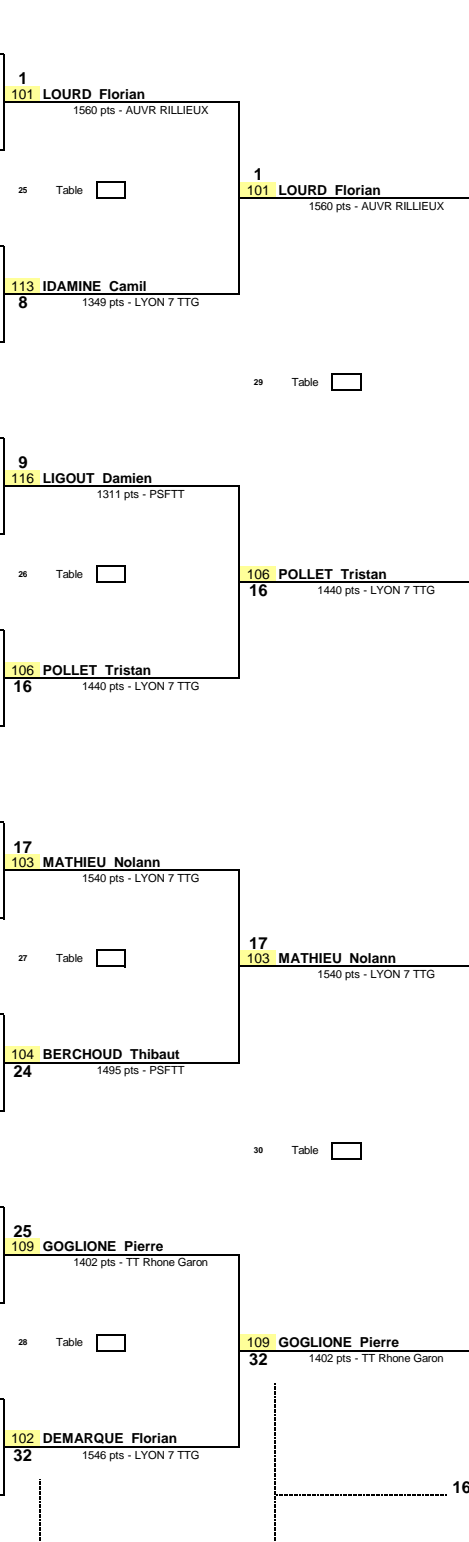 1
101 LOURD Florian
1560 pts - AUVR RILLIEUX
25 Table
113 IDAMINE Camil
8 1349 pts - LYON 7 TTG
1
101 LOURD Florian
1560 pts - AUVR RILLIEUX
29 Table
9
116 LIGOUT Damien
1311 pts - PSFTT
26 Table
106 POLLET Tristan
16 1440 pts - LYON 7 TTG
106 POLLET Tristan
16 1440 pts - LYON 7 TTG
17
103 MATHIEU Nolann
1540 pts - LYON 7 TTG
27 Table
104 BERCHOUD Thibaut
24 1495 pts - PSFTT
17
103 MATHIEU Nolann
1540 pts - LYON 7 TTG
30 Table
25
109 GOGLIONE Pierre
1402 pts - TT Rhone Garon
28 Table
102 DEMARQUE Florian
32 1546 pts - LYON 7 TTG
109 GOGLIONE Pierre
32 1402 pts - TT Rhone Garon
16